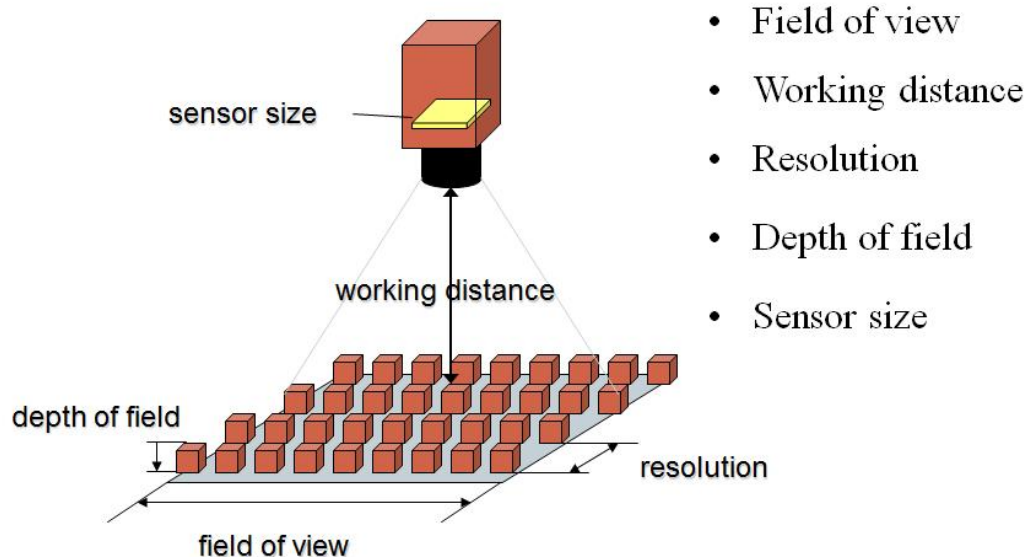 sensor size
working distance
depth of field
resolution
field of view
• Field of view
• Working distance
• Resolution
• Depth of field
• Sensor size